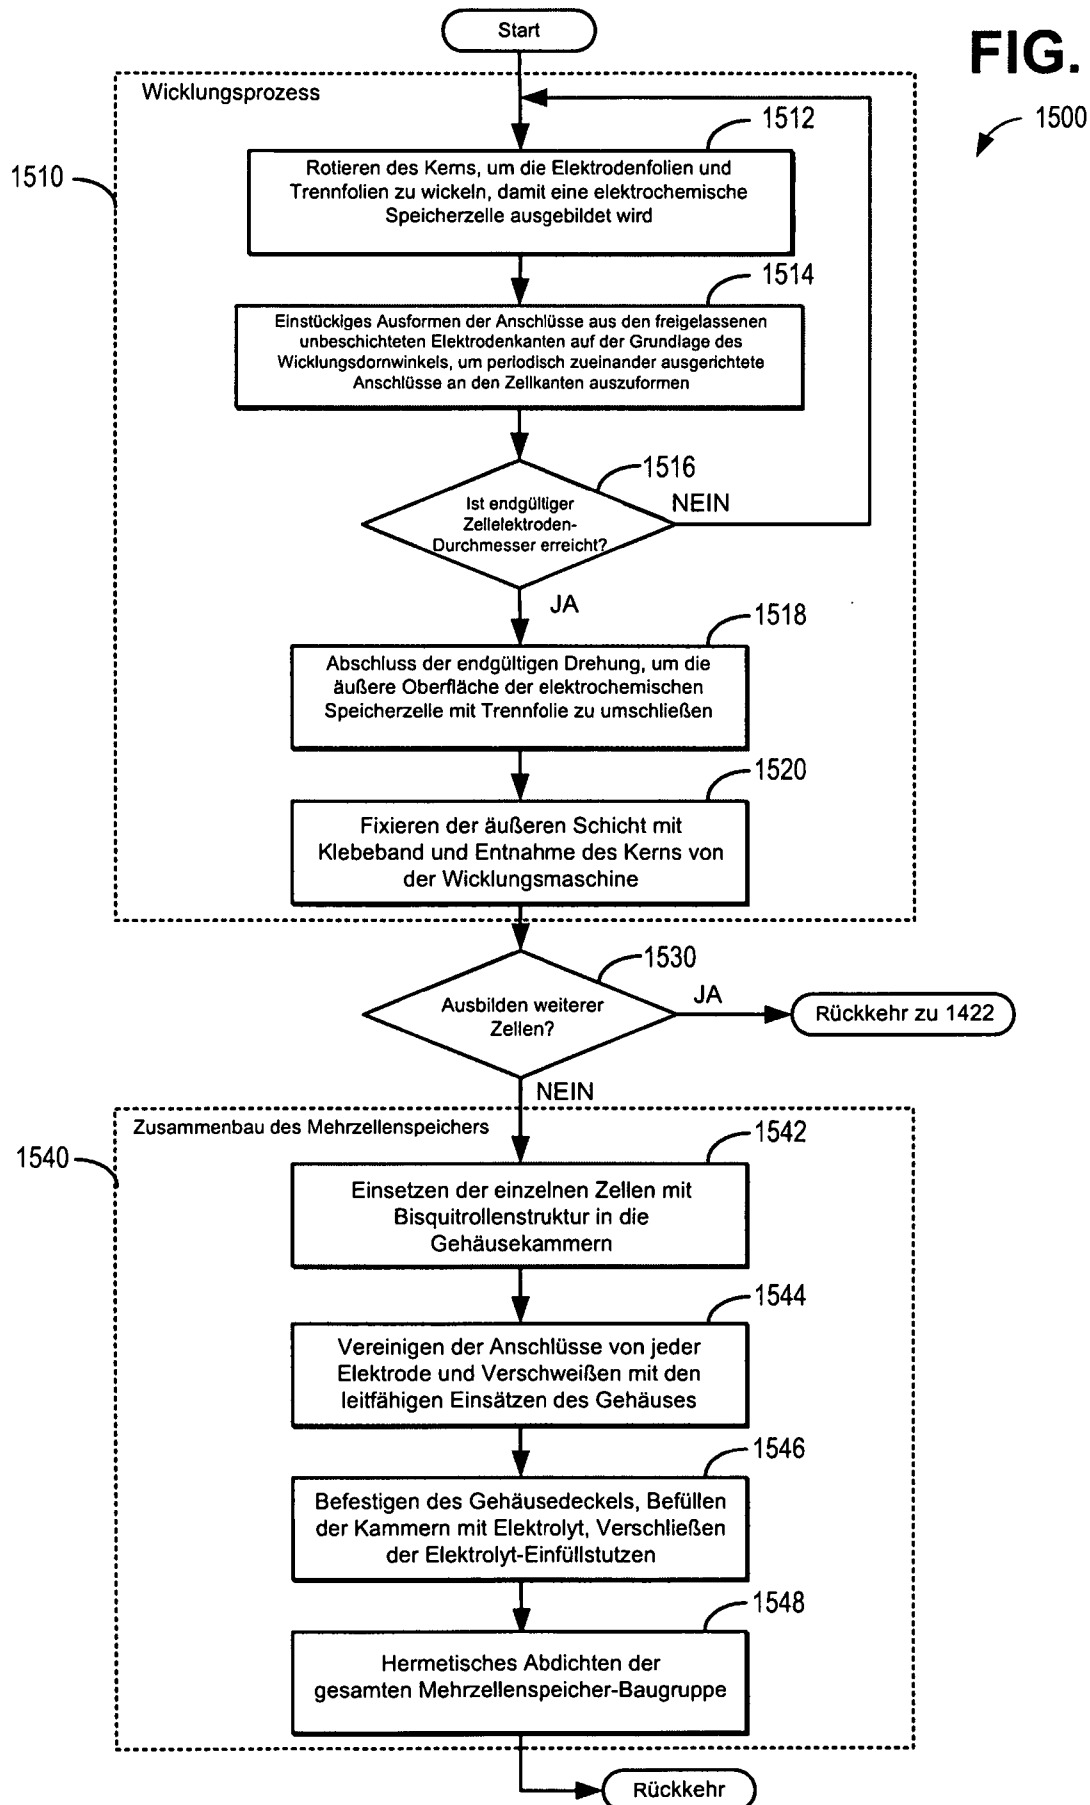 Start
FIG.
1500
Wicklungsprozess
1510
1512
Rotieren des Kerns, um die Elektrodenfolien und
Trennfolien zu wickeln, damit eine elektrochemische
Speicherzelle ausgebildet wird
1514
Einstückiges Ausformen der Anschlüsse aus den freigelassenen
unbeschichteten Elektrodenkanten auf der Grundlage des
Wicklungsdornwinkels, um periodisch zueinander ausgerichtete
Anschlüsse an den Zellkanten auszuformen
1516
Ist endgültiger
Zellelektroden-
Durchmesser erreicht?
NEIN
JA
1518
Abschluss der endgültigen Drehung, um die
äußere Oberfläche der elektrochemischen
Speicherzelle mit Trennfolie zu umschließen
1520
Fixieren der äußeren Schicht mit
Klebeband und Entnahme des Kerns von
der Wicklungsmaschine
1530
Ausbilden weiterer
Zellen?
JA
Rückkehr zu 1422
NEIN
Zusammenbau des Mehrzellenspeichers
1540
1542
Einsetzen der einzelnen Zellen mit
Bisquitrollenstruktur in die
Gehäusekammern
1544
Vereinigen der Anschlüsse von jeder
Elektrode und Verschweißen mit den
leitfähigen Einsätzen des Gehäuses
1546
Befestigen des Gehäusedeckels, Befüllen
der Kammern mit Elektrolyt, Verschließen
der Elektrolyt-Einfüllstutzen
1548
Hermetisches Abdichten der
gesamten Mehrzellenspeicher-Baugruppe
Rückkehr